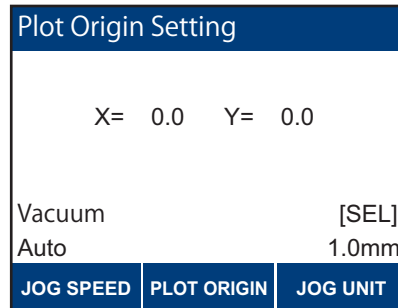 Plot Origin Setting
X= 0.0 Y= 0.0
Vacuum [SEL]
Auto 1.0mm
JOG SPEED PLOT ORIGIN JOG UNIT